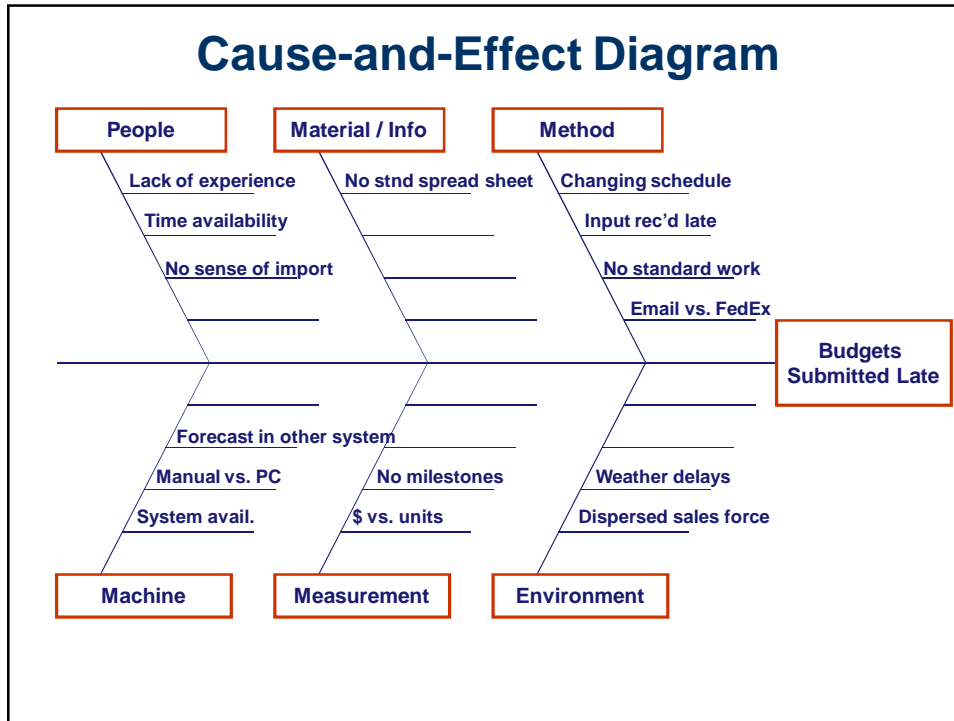 Cause-and-Effect Diagram
People
Material / Info
Method
Lack of experience
Time availability
No sense of import
No stnd spread sheet
Changing schedule
Input rec’d late
No standard work
Email vs. FedEx
Budgets
Submitted Late
Forecast in other system
Manual vs. PC
System avail.
No milestones
$ vs. units
Weather delays
Dispersed sales force
Machine
Measurement
Environment